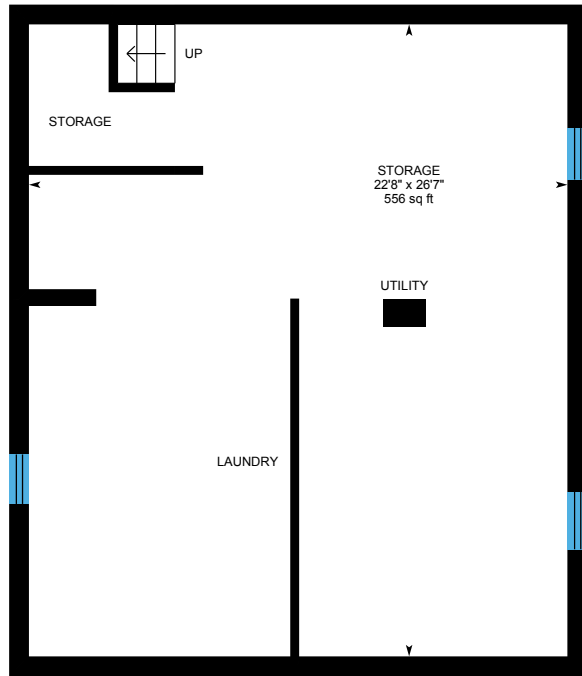 UP
STORAGE
STORAGE
22'8" x 26'7"
556 sq ft
UTILITY
LAUNDRY